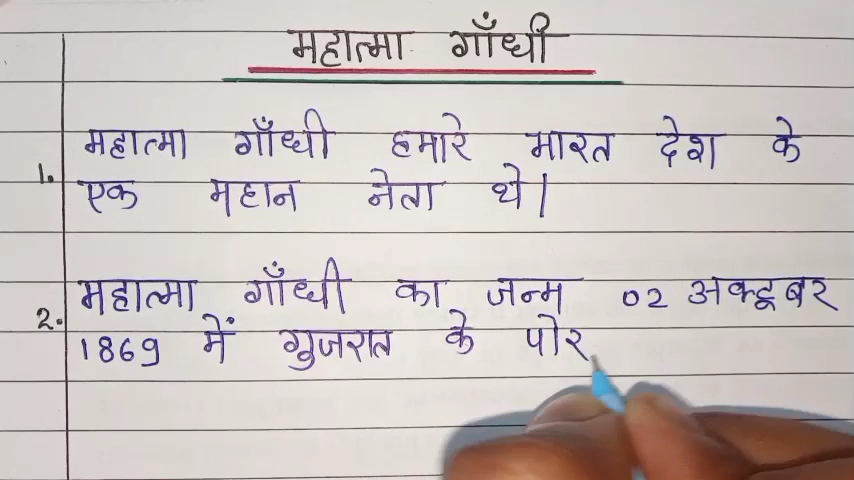 महात्मा गाँधी
1. महात्मा गाँधी हमारे भारत देश के
एक महान नेता थे।
2. महात्मा गाँधी का जन्म 02 अक्टूबर
1869 में गुजरात के पोर